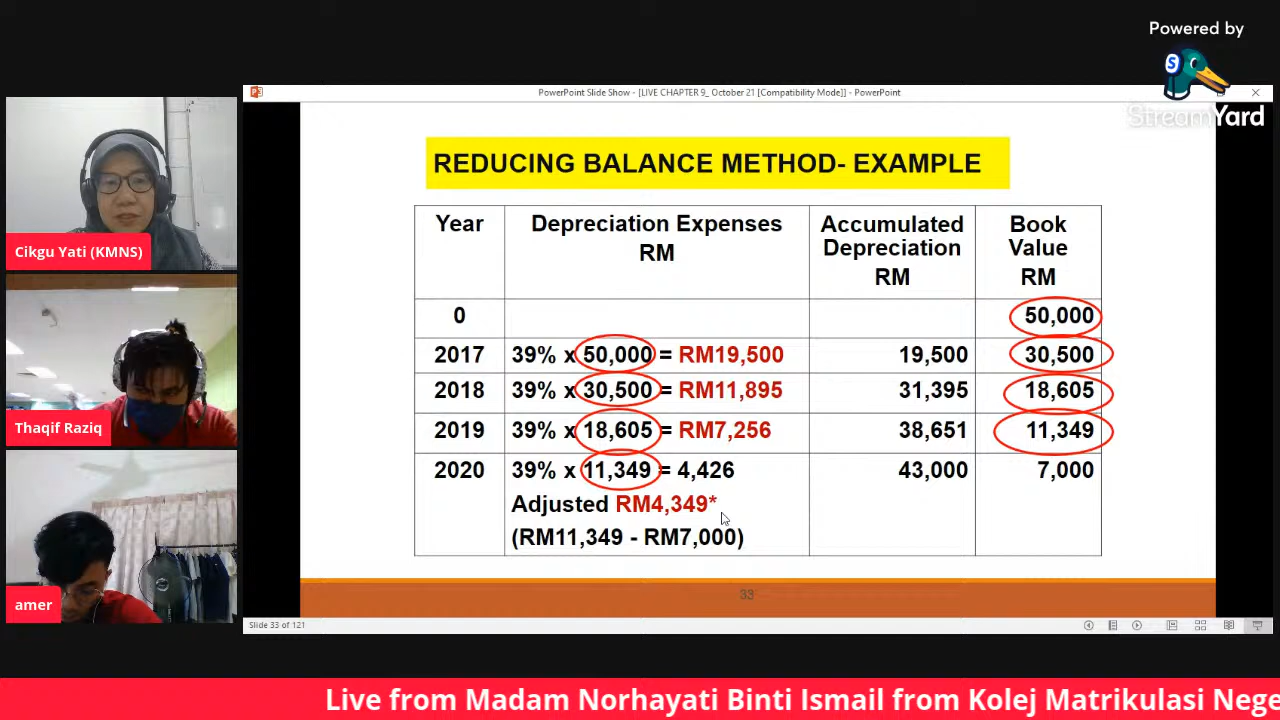 Powered by
S
StreamYard
PowerPoint Slide Show - [LIVE CHAPTER 9_ October 21 [Compatibility Mode]] - PowerPoint
Cikgu Yati (KMNS)
Thaqif Raziq
amer
REDUCING BALANCE METHOD- EXAMPLE
Year Depreciation Expenses RM Accumulated Depreciation RM Book Value RM
0 50,000
2017 39% x 50,000 = RM19,500 19,500 30,500
2018 39% x 30,500 = RM11,895 31,395 18,605
2019 39% x 18,605 = RM7,256 38,651 11,349
2020 39% x 11,349 = 4,426 43,000 7,000
Adjusted RM4,349*
(RM11,349 - RM7,000)
33
Slide 33 of 121
Live from Madam Norhayati Binti Ismail from Kolej Matrikulasi Nege